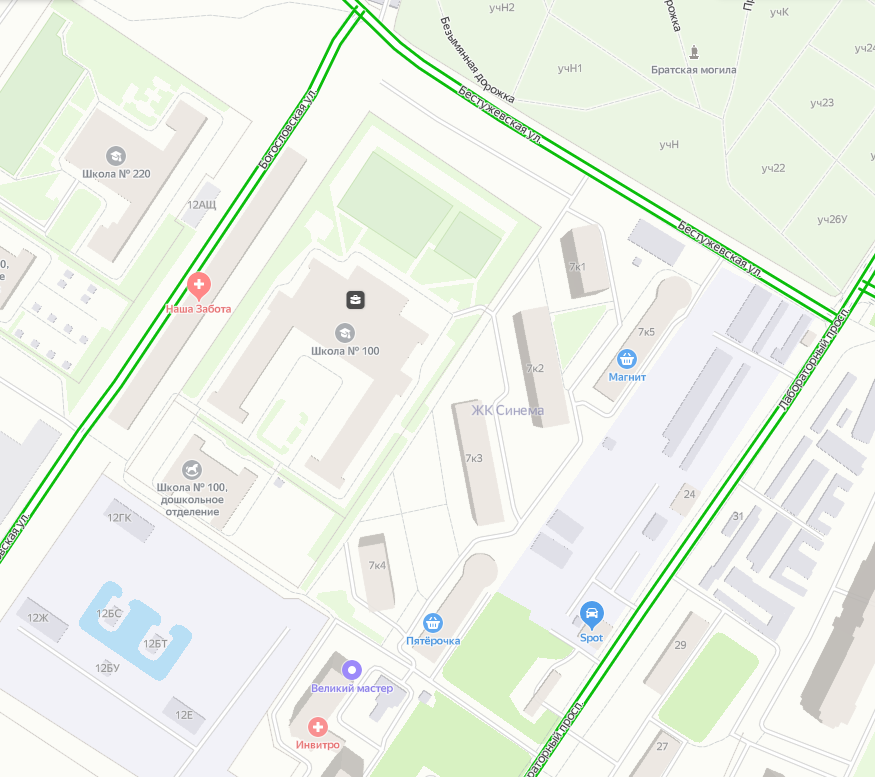 учН2
учК
Безымянная дорожка
дорожка
Братская могила
учН1
уч24
уч23
Бестужевская ул.
Богословская ул.
учН
Школа № 220
уч22
12АЩ
уч26У
Бестужевская ул.
7к1
Наша Забота
7к5
Школа № 100
7к2
Магнит
Лабораторный просп.
ЖК Синема
7к3
Школа № 100,
дошкольное
отделение
24
12ГК
31
7к4
12Ж
12БС
12БТ
Пятёрочка
Spot
29
12БУ
Великий мастер
12Е
Инвитро
27